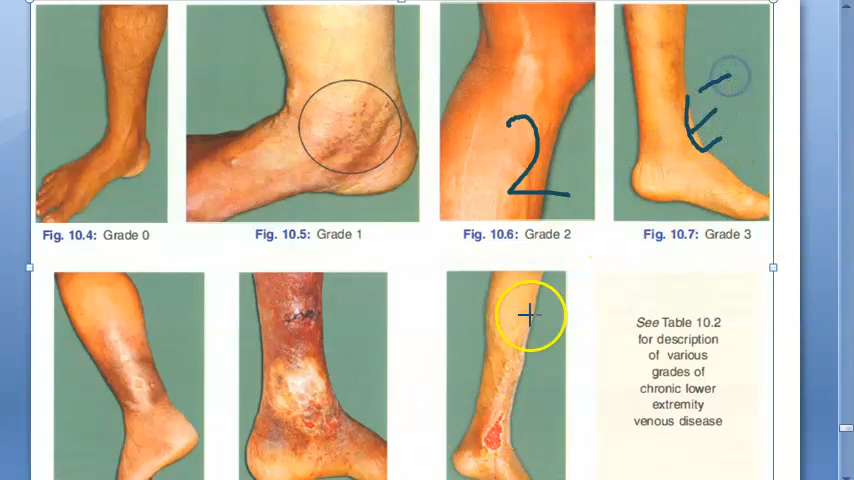 2
Fig. 10.4: Grade 0
Fig. 10.5: Grade 1
Fig. 10.6: Grade 2
Fig. 10.7: Grade 3
See Table 10.2
for description
of various
grades of
chronic lower
extremity
venous disease